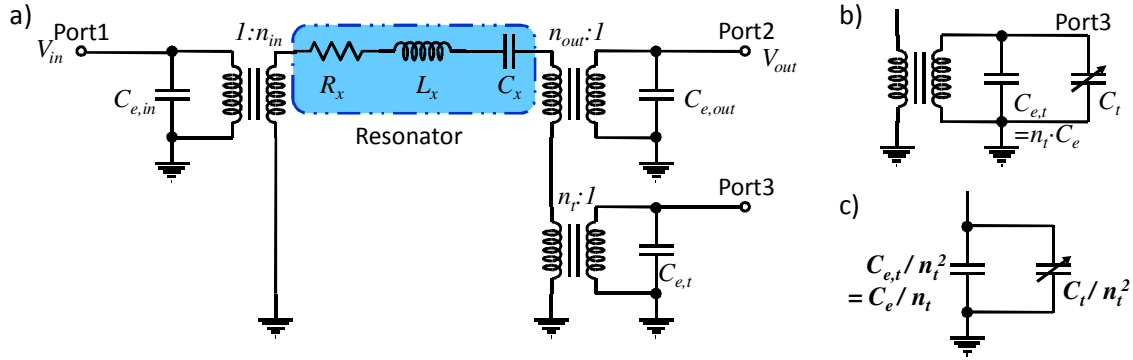 a)
Port1
V_in
1:n_in
n_out:1
Port2
V_out
C_e,in
R_x
L_x
C_x
C_e,out
Resonator
n_t:1
Port3
C_e,t
b)
Port3
C_e,t
=n_t·C_e
C_t
c)
C_e,t / n_t^2
= C_e / n_t
C_t / n_t^2